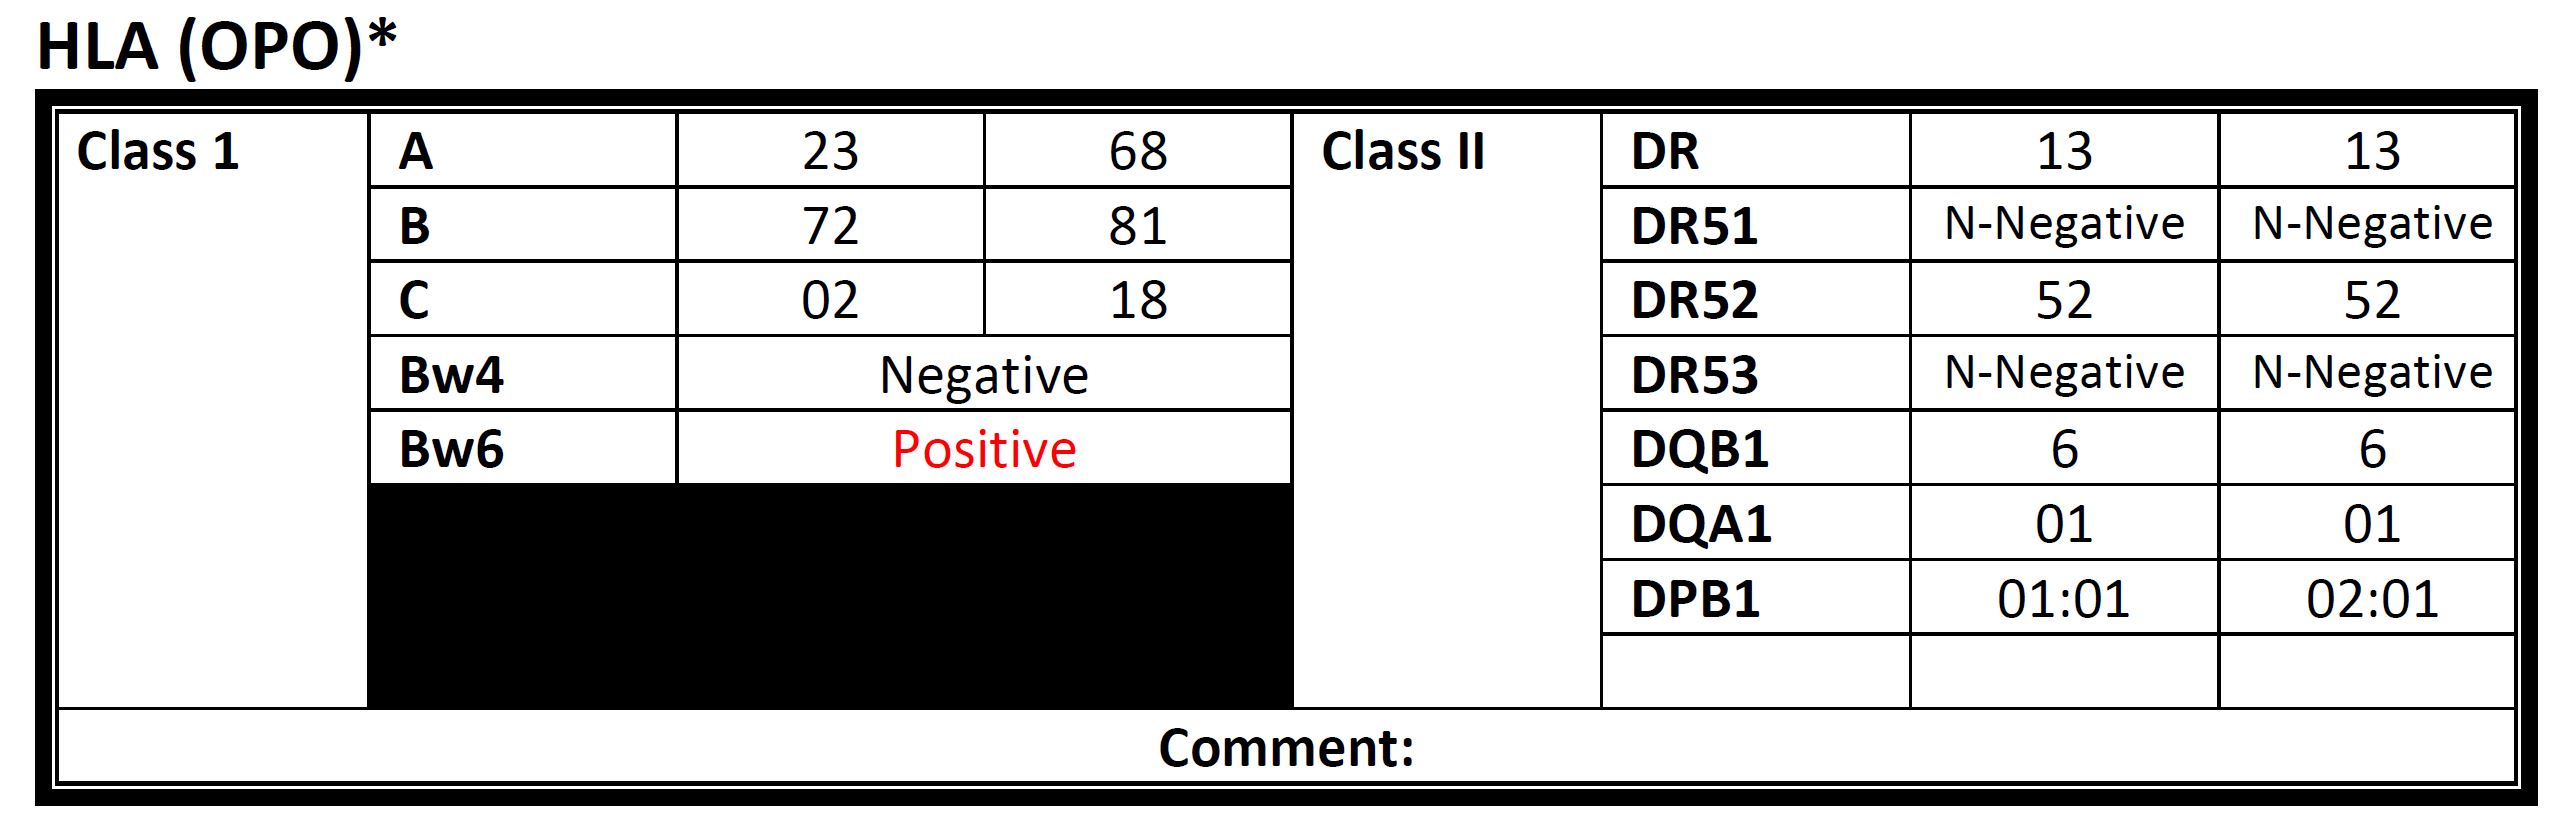 HLA (OPO)*
Class 1 A 23 68 Class II DR 13 13
B 72 81 DR51 N-Negative N-Negative
C 02 18 DR52 52 52
Bw4 Negative DR53 N-Negative N-Negative
Bw6 Positive DQB1 6 6
DQA1 01 01
DPB1 01:01 02:01
Comment: